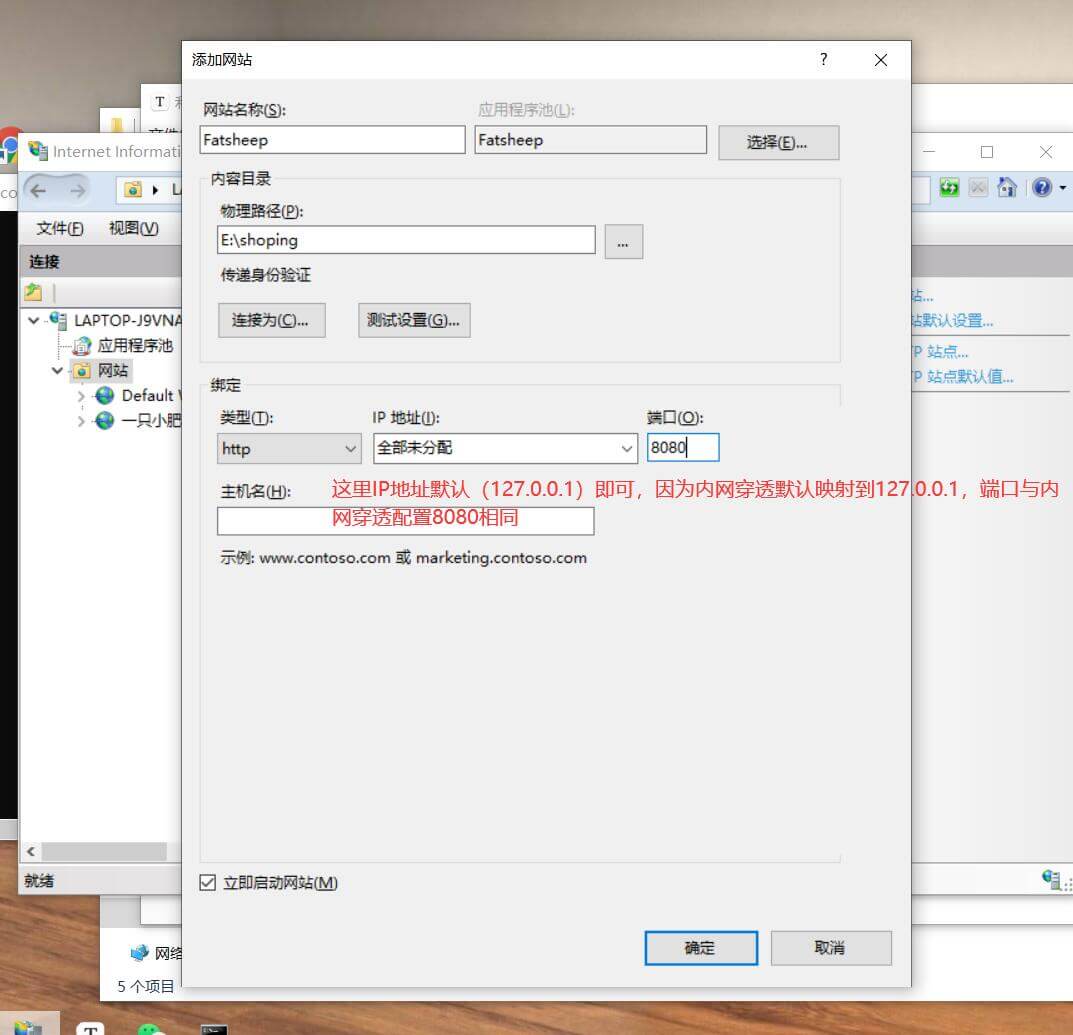 添加网站
?
T
网站名称(S):
应用程序池(L):
Fatsheep
Fatsheep
选择(E)...
Internet Informati
内容目录
物理路径(P):
E:\shoping
...
传递身份验证
连接为(C)...
测试设置(G)...
文件(F)
视图(V)
连接
LAPTOP-J9VNA
应用程序池
网站
Default
一只小肥
站...
站默认设置...
站点...
站点默认值...
绑定
类型(T):
IP 地址(I):
端口(O):
http
全部未分配
8080
主机名(H):
这里IP地址默认（127.0.0.1）即可，因为内网穿透默认映射到127.0.0.1，端口与内
网穿透配置8080相同
示例: www.contoso.com 或 marketing.contoso.com
立即启动网站(M)
就绪
确定
取消
网络
5 个项目
T